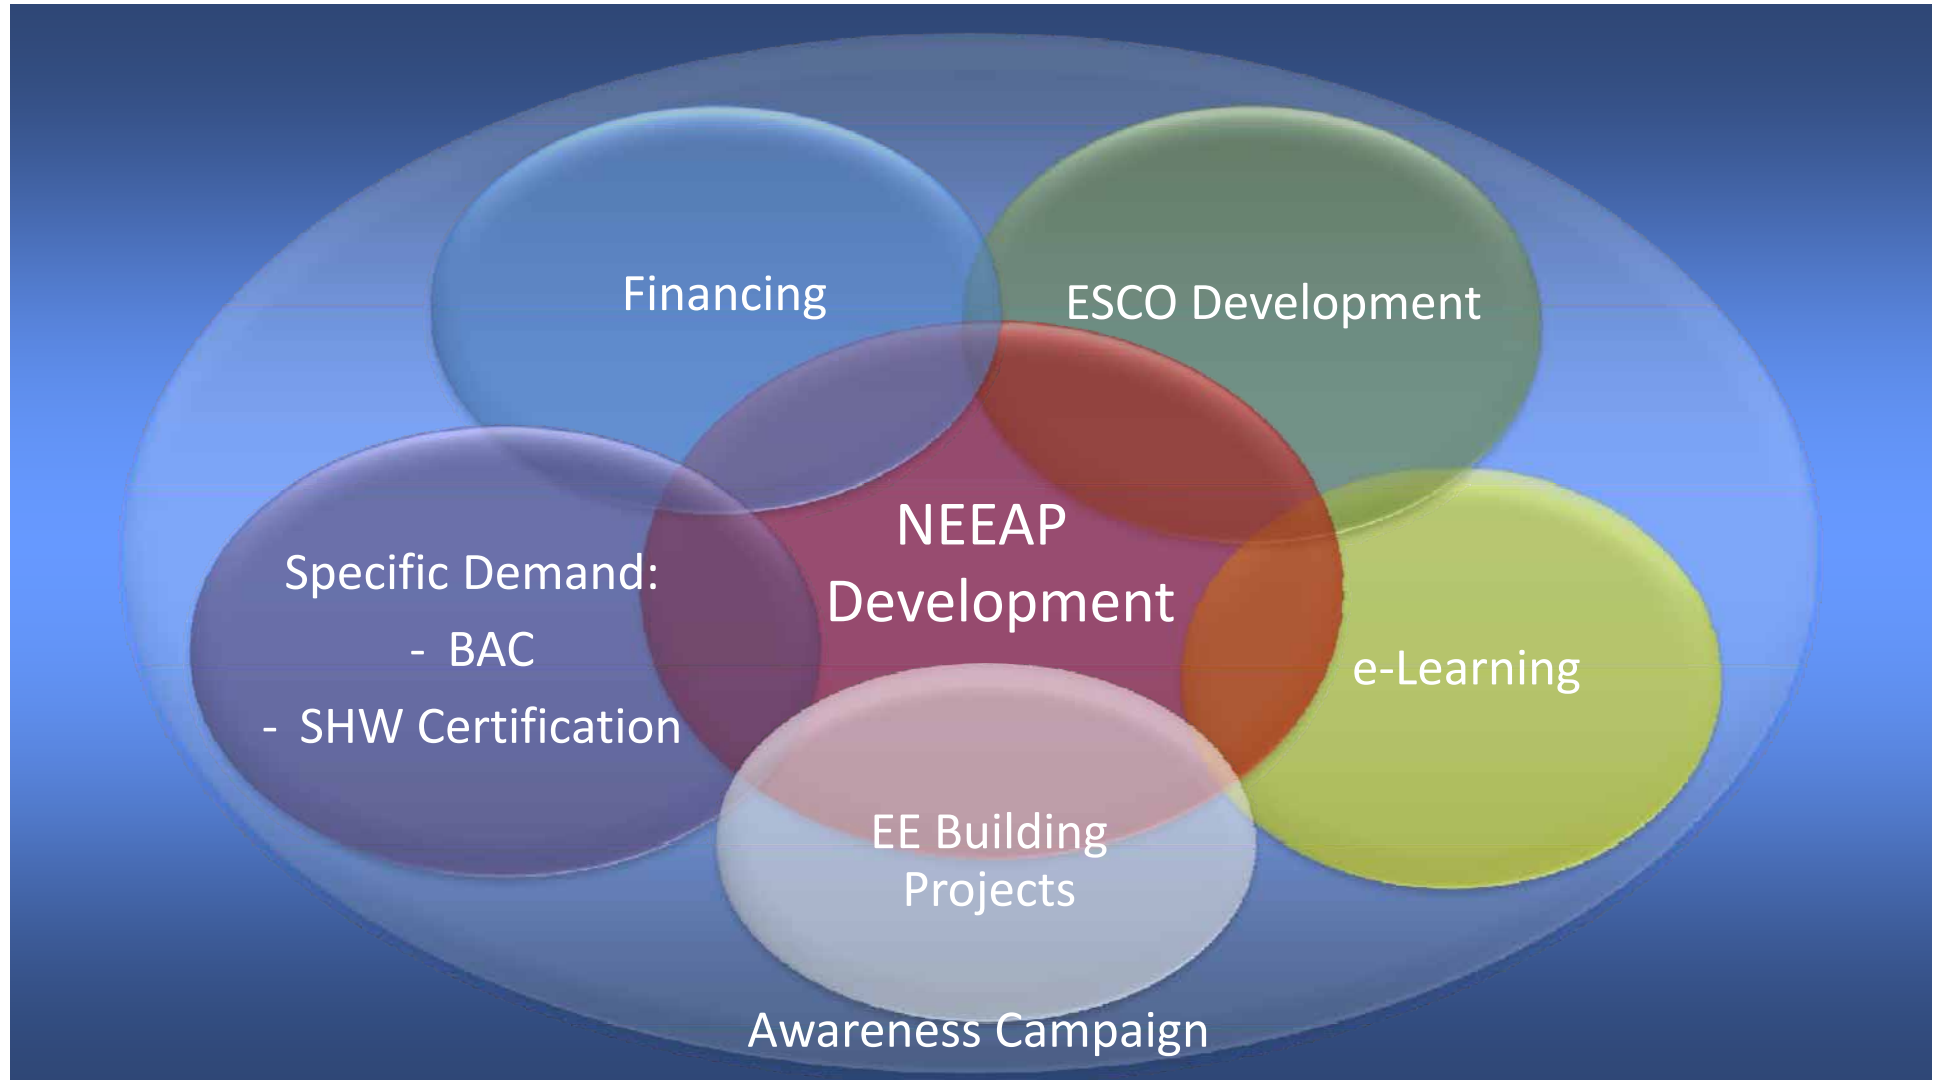 Financing
ESCO Development
NEEAP
Development
Specific Demand:
- BAC
- SHW Certification
e-Learning
EE Building
Projects
Awareness Campaign